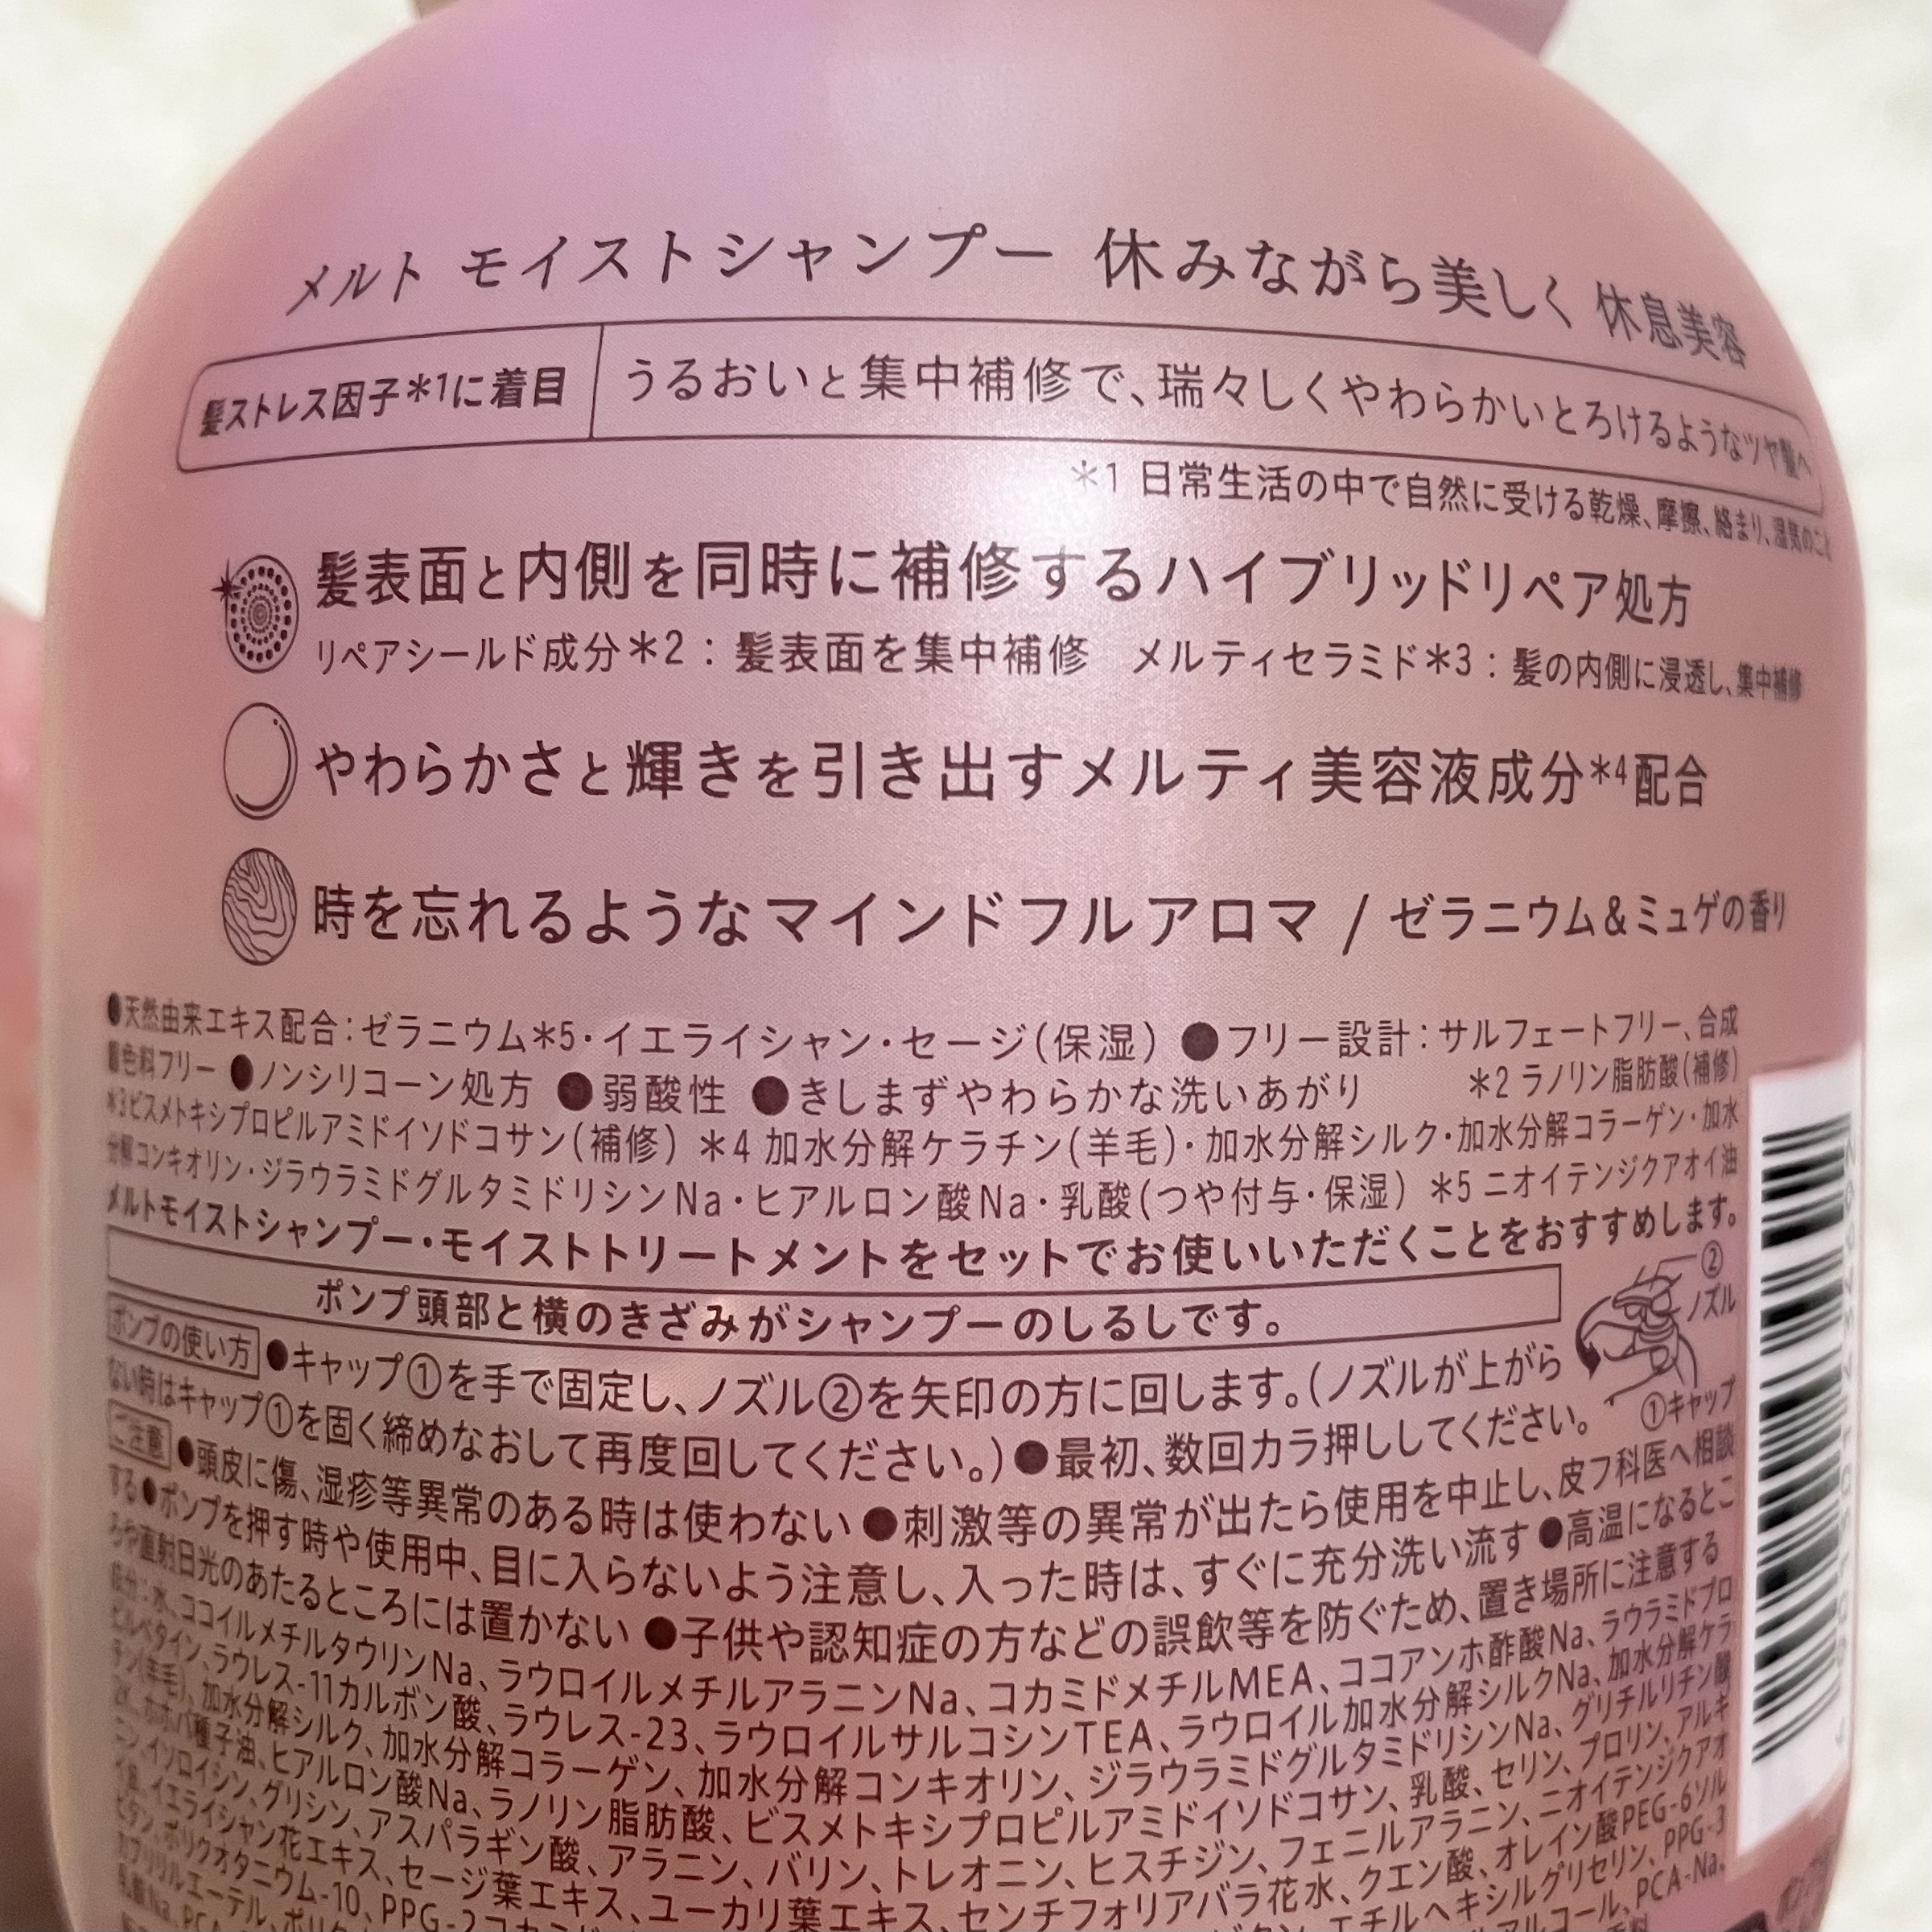 メルト モイストシャンプー 休みながら美しく 休息美容
髪ストレス因子*1に着目 うるおいと集中補修で、瑞々しくやわらかいとろけるようなツヤ髪へ
*1 日常生活の中で自然に受ける乾燥、摩擦、絡まり、湿気のこと
髪表面と内側を同時に補修するハイブリッドリペア処方
リペアシールド成分*2:髪表面を集中補修 メルティセラミド*3:髪の内側に浸透し、集中補修
やわらかさと輝きを引き出すメルティ美容液成分*4配合
時を忘れるようなマインドフルアロマ / ゼラニウム&ミュゲの香り
●天然由来エキス配合:ゼラニウム*5・イエライシャン・セージ(保湿) ●フリー設計:サルフェートフリー、合成
着色料フリー ●ノンシリコーン処方 ●弱酸性 ●きしまずやわらかな洗いあがり *2 ラノリン脂肪酸(補修)
*3ビスメトキシプロピルアミドイソドコサン(補修) *4 加水分解ケラチン(羊毛)・加水分解シルク・加水分解コラーゲン・加水
分解コンキオリン・ジラウラミドグルタミドリシンNa・ヒアルロン酸Na・乳酸(つや付与・保湿) *5 ニオイテンジクアオイ油
メルトモイストシャンプー・モイストトリートメントをセットでお使いいただくことをおすすめします。
ポンプ頭部と横のきざみがシャンプーのしるしです。
②
ノズル
①キャップ
ポンプの使い方 ●キャップ①を手で固定し、ノズル②を矢印の方に回します。(ノズルが上がら
ない時はキャップ①を固く締めなおして再度回してください。)●最初、数回カラ押ししてください。
ご注意 ●頭皮に傷、湿疹等異常のある時は使わない ●刺激等の異常が出たら使用を中止し、皮フ科医へ相談
する●ポンプを押す時や使用中、目に入らないよう注意し、入った時は、すぐに充分洗い流す ●高温になるとこ
ろや直射日光のあたるところには置かない ●子供や認知症の方などの誤飲等を防ぐため、置き場所に注意する
成分:水、ココイルメチルタウリンNa、ラウロイルメチルアラニンNa、コカミドメチルMEA、ココアンホ酢酸Na、ラウラミドプロ
ピルベタイン、ラウレス-11カルボン酸、ラウレス-23、ラウロイルサルコシンTEA、ラウロイル加水分解シルクNa、加水分解ケラ
チン(羊毛)、加水分解シルク、加水分解コラーゲン、加水分解コンキオリン、ジラウラミドグルタミドリシンNa、グリチルリチン酸
2K、ホホバ種子油、ヒアルロン酸Na、ラノリン脂肪酸、ビスメトキシプロピルアミドイソドコサン、乳酸、セリン、プロリン、アルギ
ニン、イソロイシン、グリシン、アスパラギン酸、アラニン、バリン、トレオニン、ヒスチジン、フェニルアラニン、ニオイテンジクアオ
イ油、イエライシャン花エキス、セージ葉エキス、ユーカリ葉エキス、センチフォリアバラ花水、クエン酸、オレイン酸PEG-6ソル
ビタン、ポリクオタニウム-10、PPG-2コカミド エチルヘキシルグリセリン、PPG-3
カプリリルエーテル、 アルコール、PCA-Na、
乳酸Na、PCA